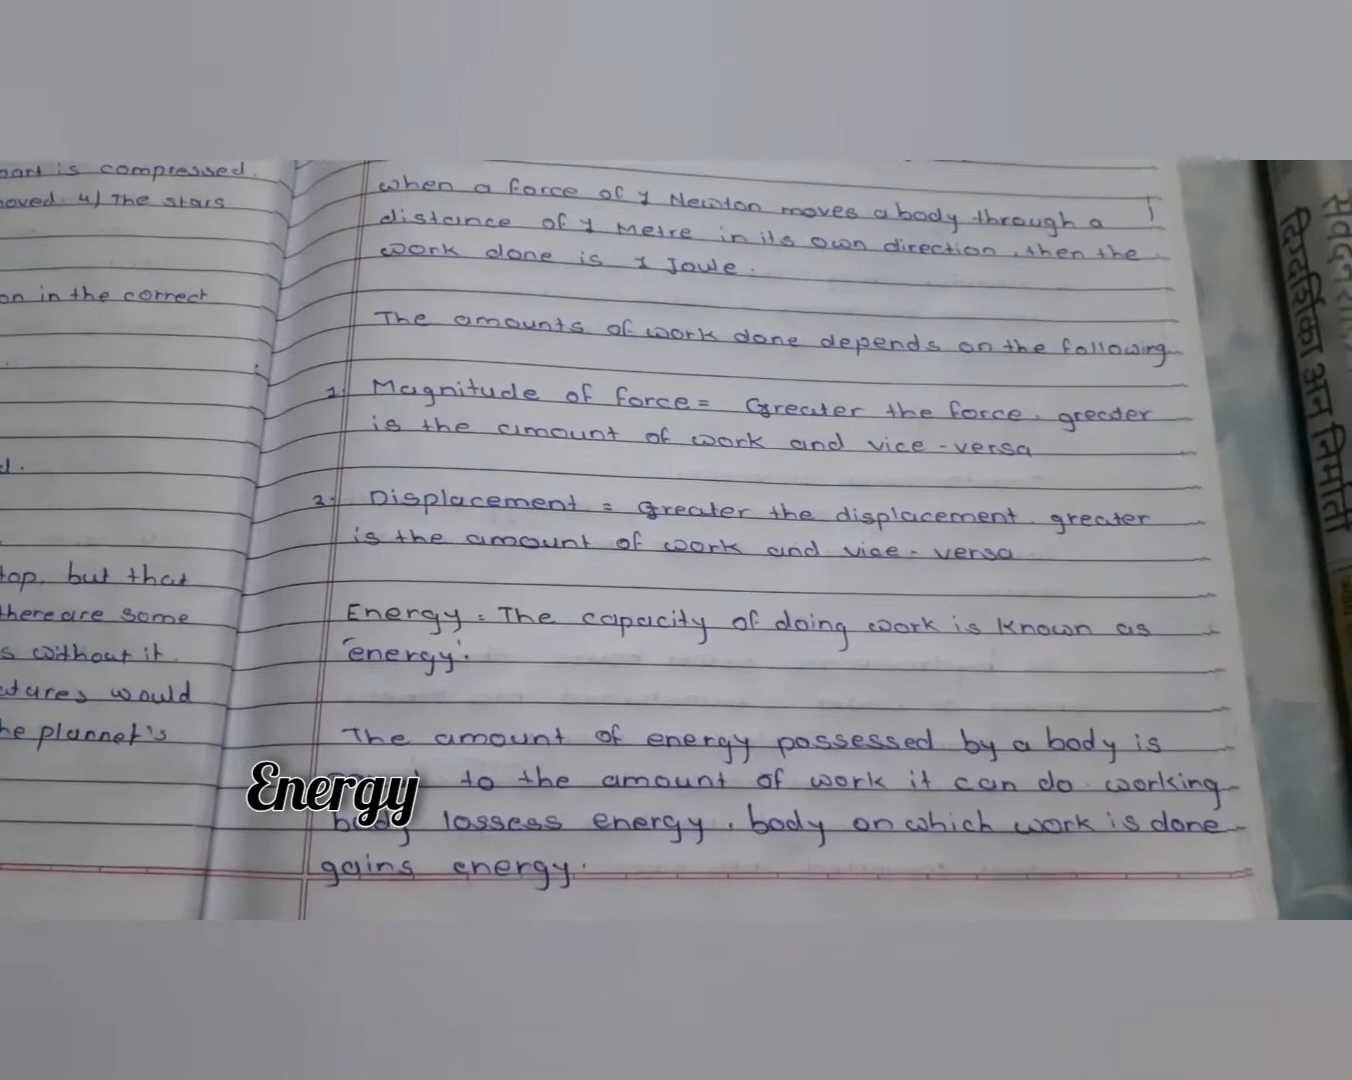 part is compressed.
moved. 4) The stars
on in the correct
d.
top, but that
there are some
s without it.
atures would
he plannet's
when a force of 1 Newton moves a body through a
distance of 1 Metre in its own direction, then the
work done is 1 Joule.
The amounts of work done depends on the following
1. Magnitude of force = Greater the force, greater
is the amount of work and vice-versa
2. Displacement = greater the displacement greater
is the amount of work and vice-versa
Energy = The capacity of doing work is known as
'energy'.
The amount of energy possessed by a body is
to the amount of work it can do. working
body lossess energy. body on which work is done
gains energy.
Energy
दिनदर्शिका अन निर्मिती